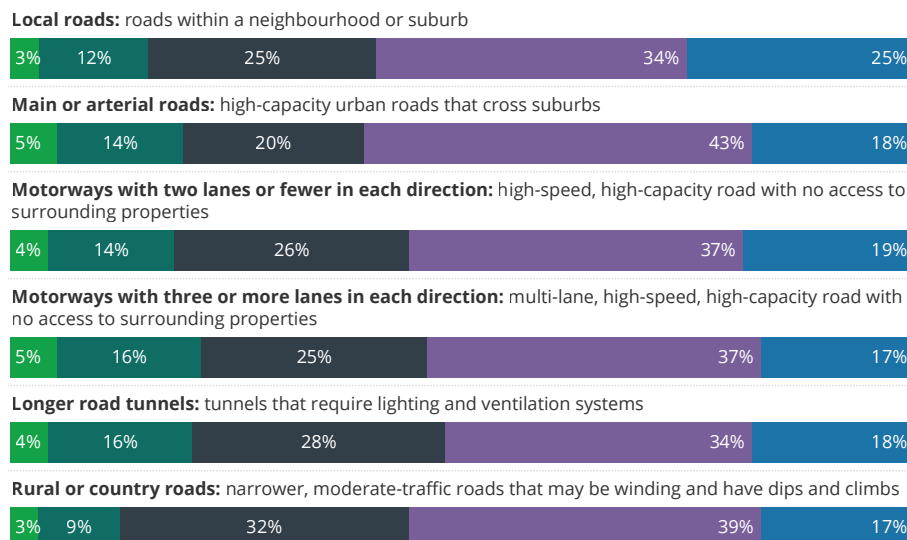 Local roads: roads within a neighbourhood or suburb
3% 12% 25% 34% 25%
Main or arterial roads: high-capacity urban roads that cross suburbs
5% 14% 20% 43% 18%
Motorways with two lanes or fewer in each direction: high-speed, high-capacity road with no access to
surrounding properties
4% 14% 26% 37% 19%
Motorways with three or more lanes in each direction: multi-lane, high-speed, high-capacity road with
no access to surrounding properties
5% 16% 25% 37% 17%
Longer road tunnels: tunnels that require lighting and ventilation systems
4% 16% 28% 34% 18%
Rural or country roads: narrower, moderate-traffic roads that may be winding and have dips and climbs
3% 9% 32% 39% 17%